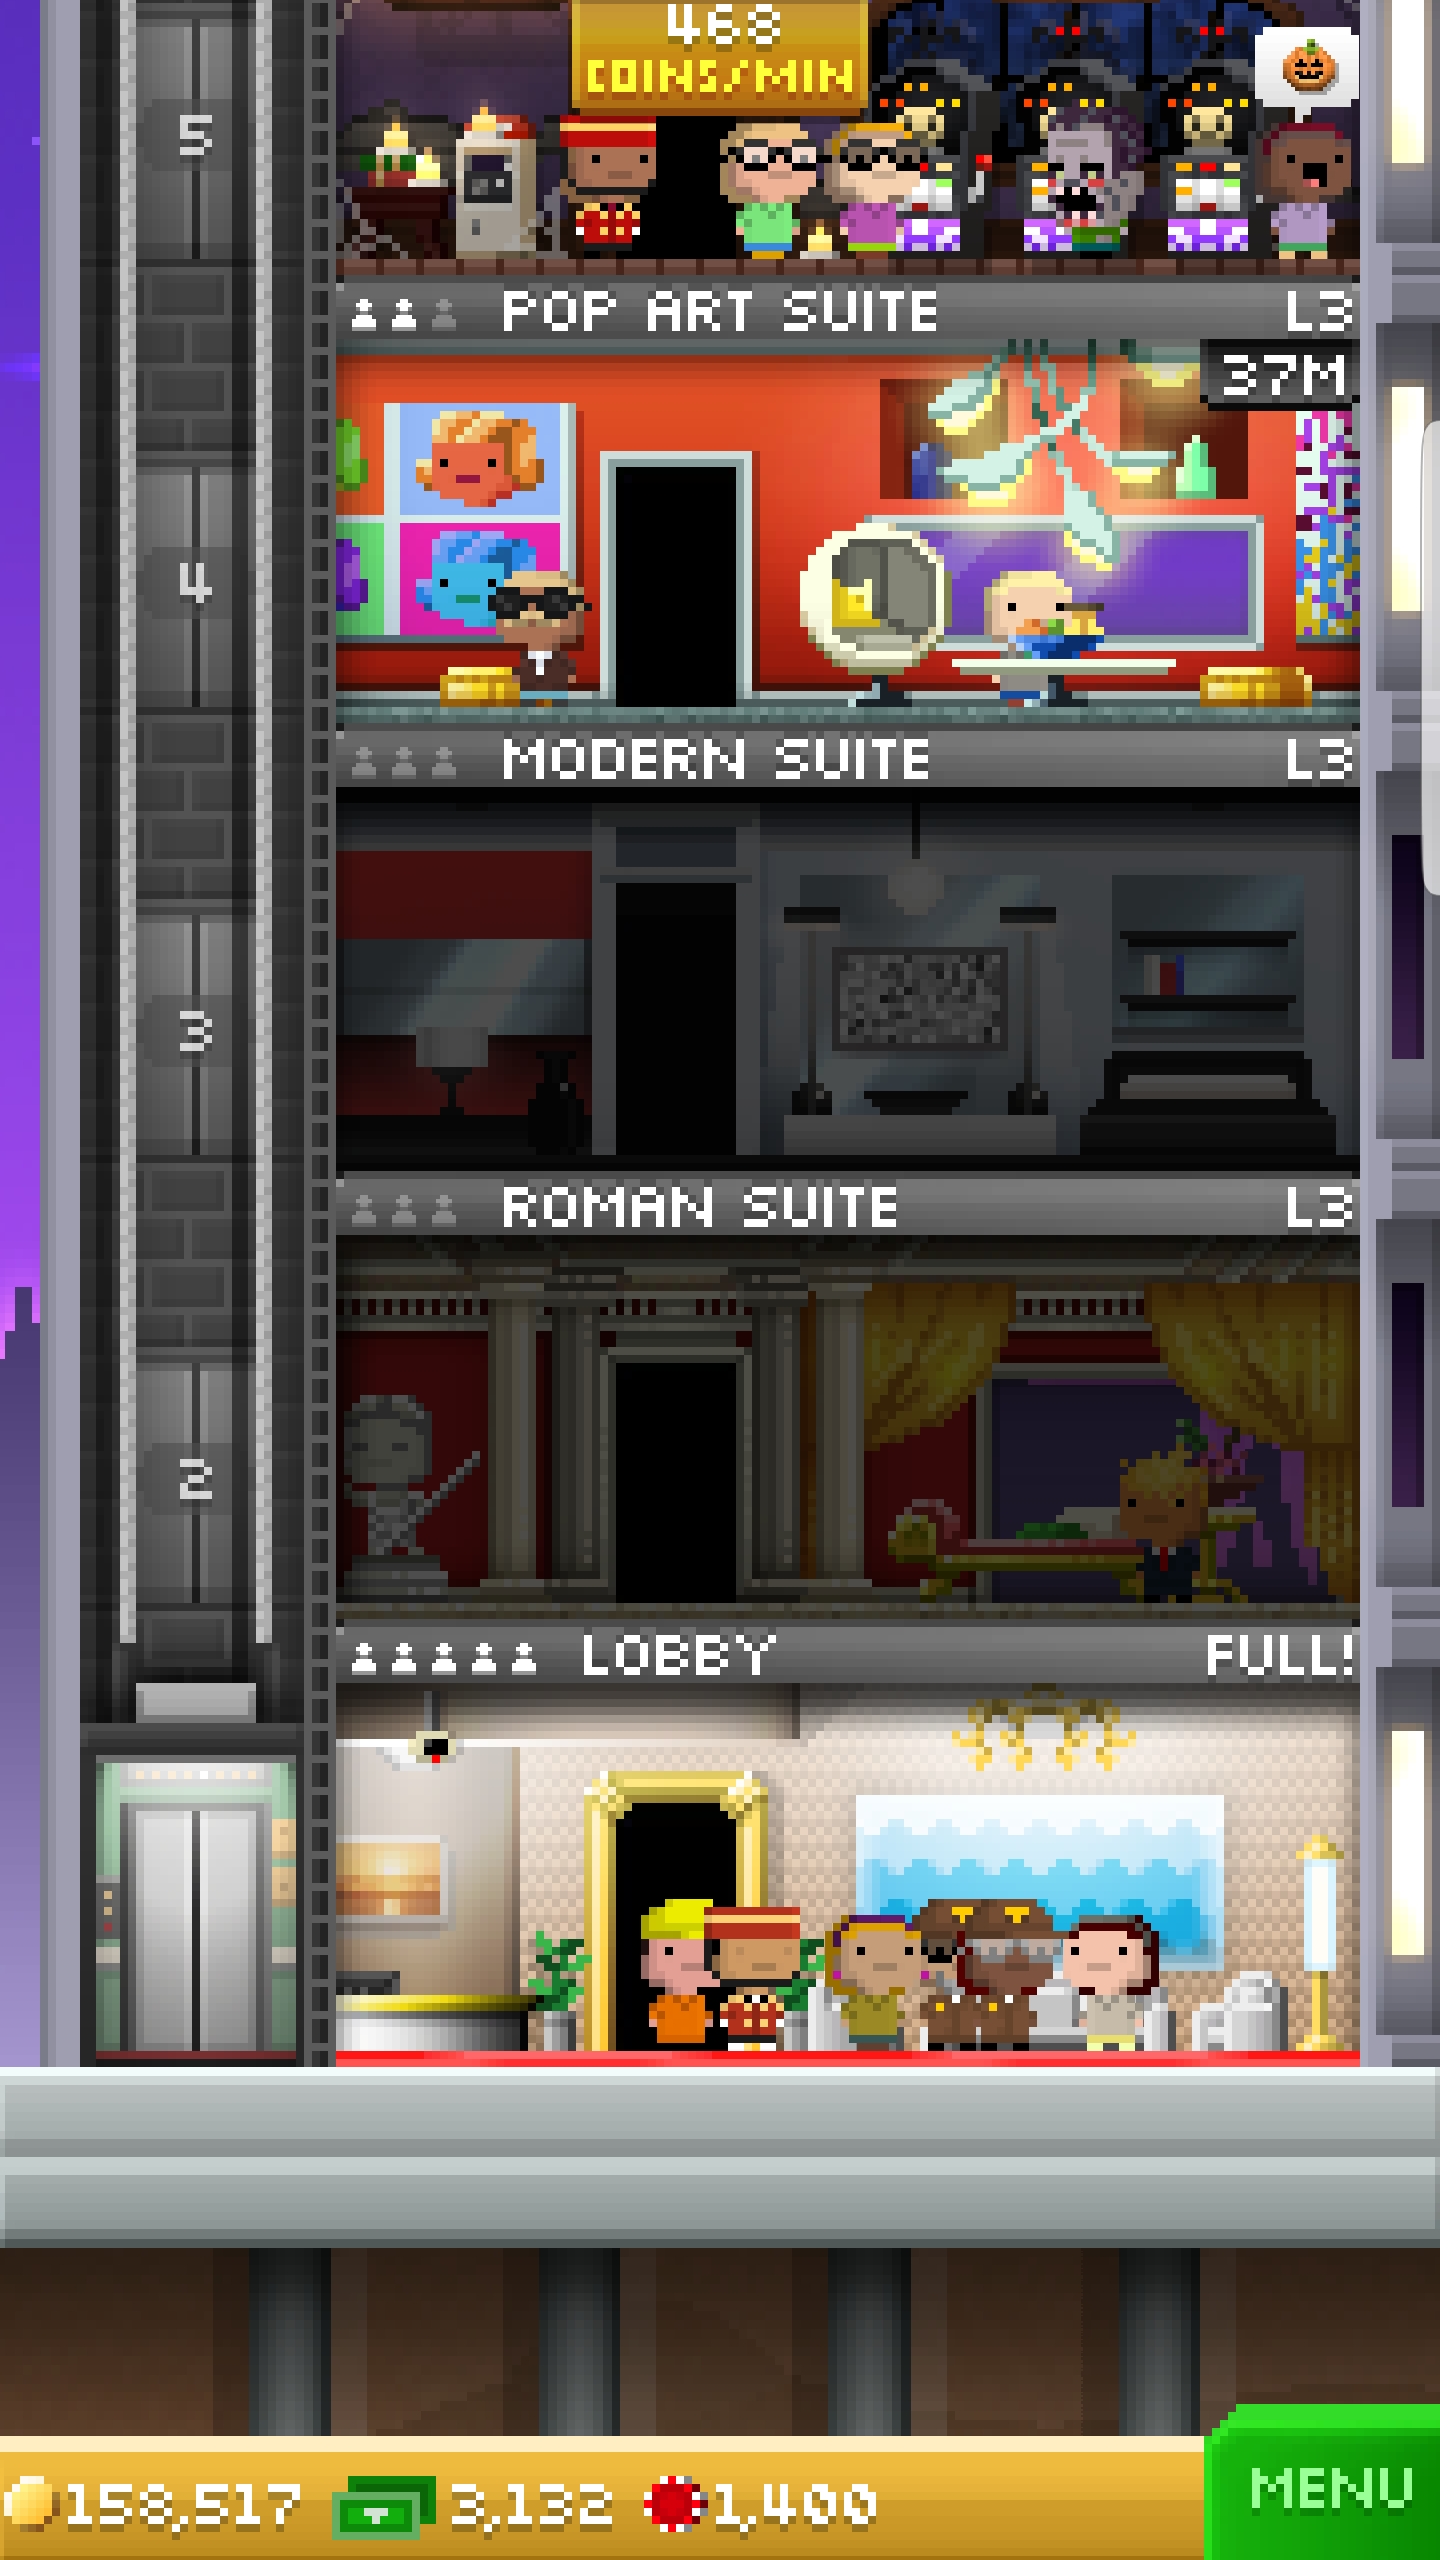 468
COINS/MIN
5
POP ART SUITE L3
37M
4
MODERN SUITE L3
3
ROMAN SUITE L3
2
LOBBY FULL!
158,517 3,132 1,400 MENU